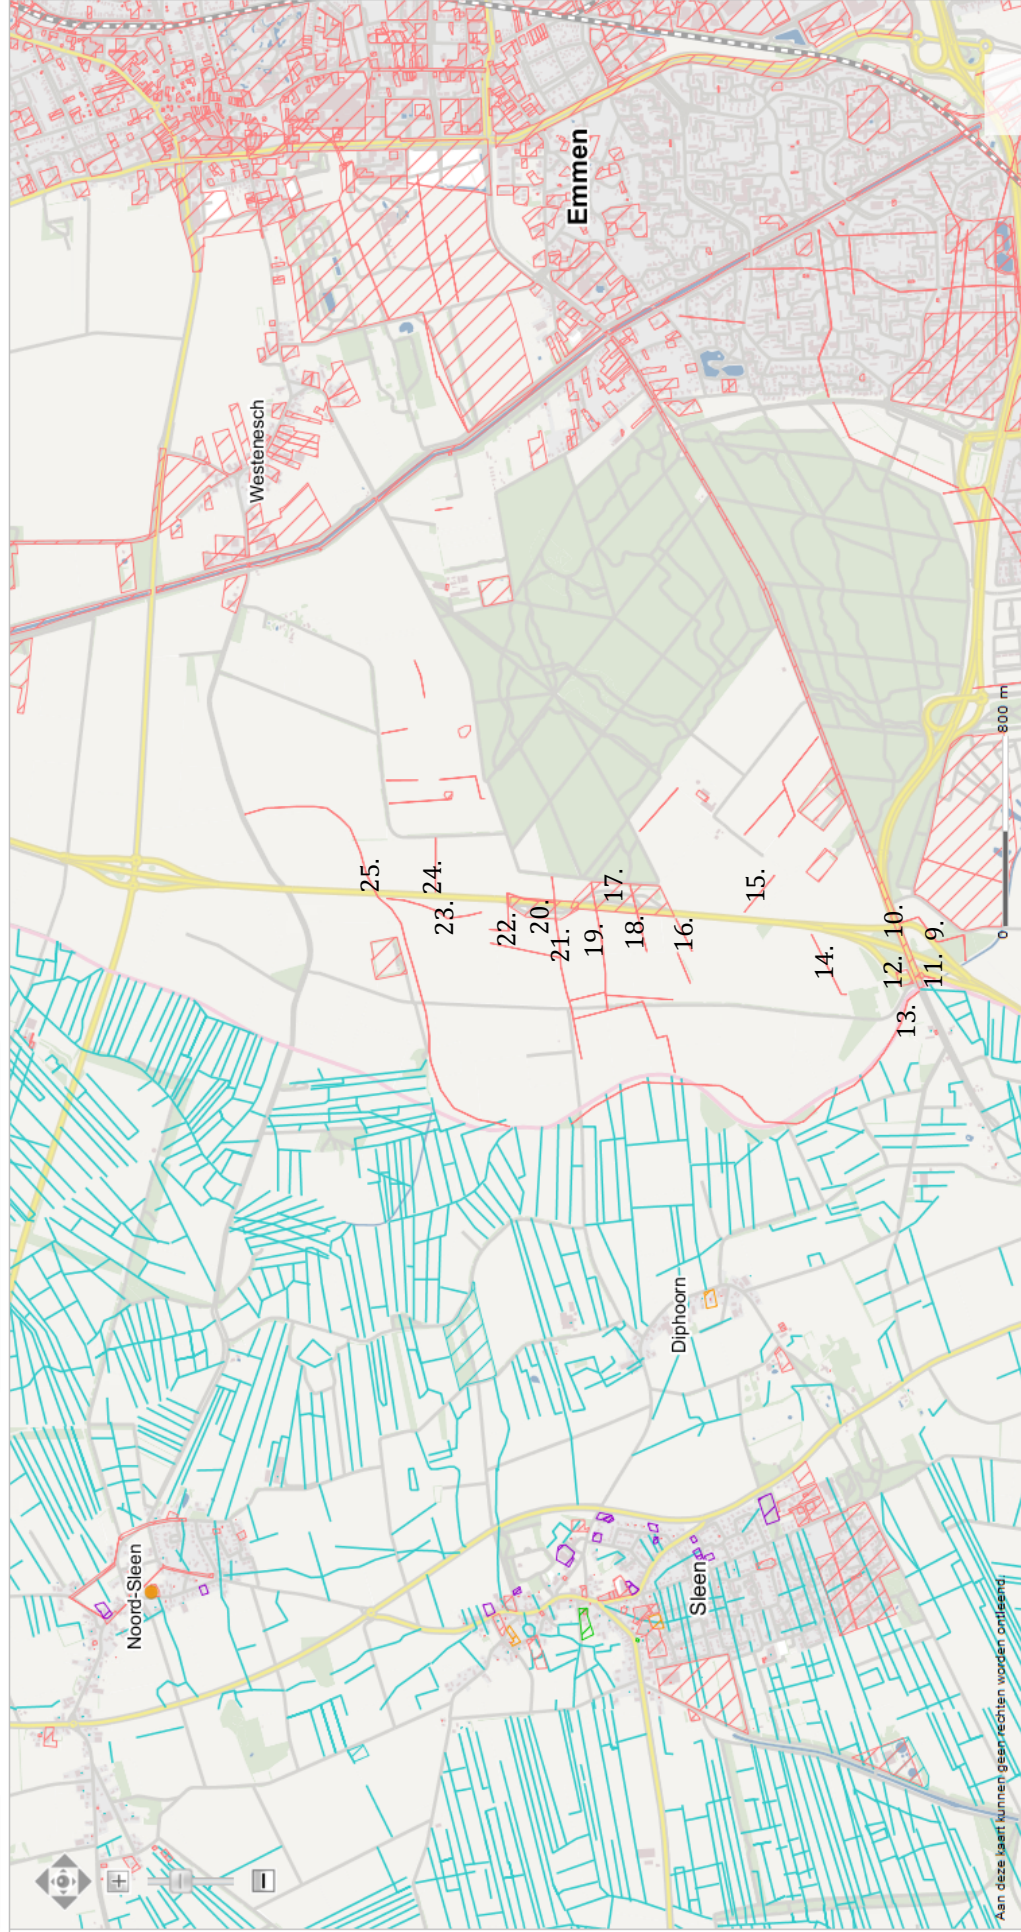 Noord-Sleen
Sleen
Diphoorn
Westenesch
Emmen
25.
24.
23.
22.
20.
21.
19.
17.
18.
16.
15.
14.
12.
10.
13.
11.
9.
0
800 m
Aan deze kaart kunnen geen rechten worden ontleend.